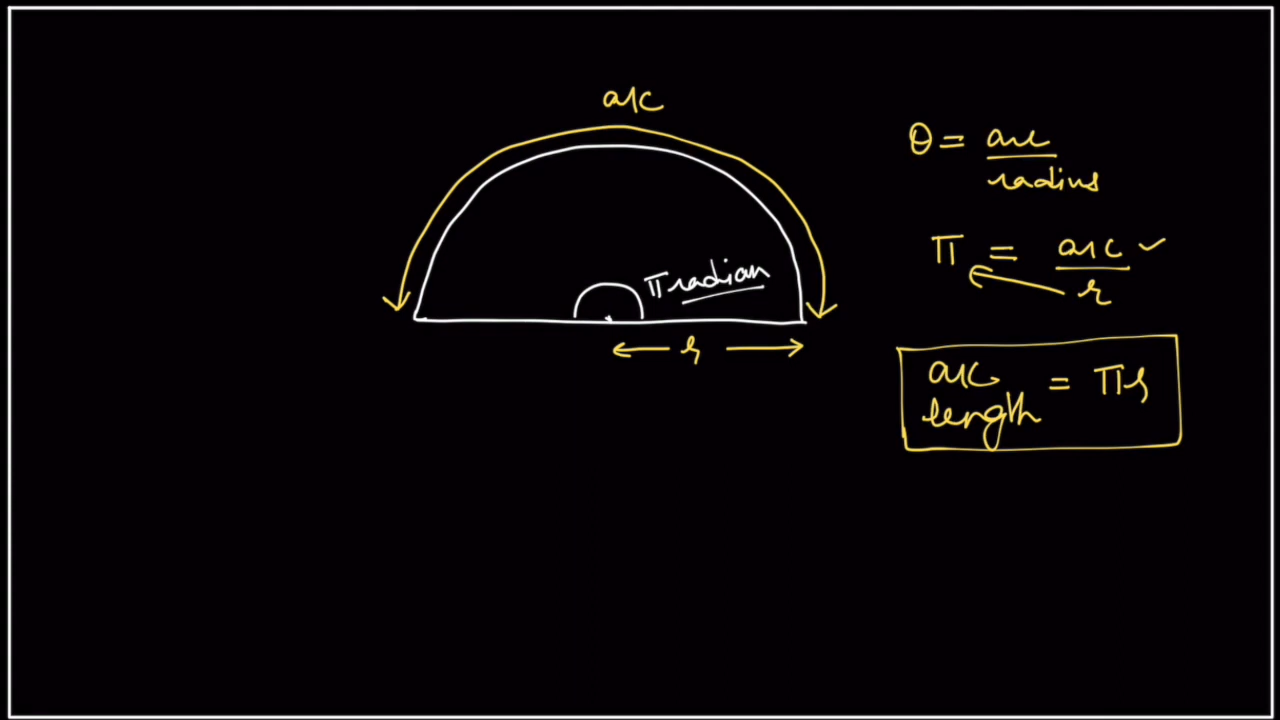 arc
θ = arc/radius
π = arc/r
π radian
r
arc length = πr